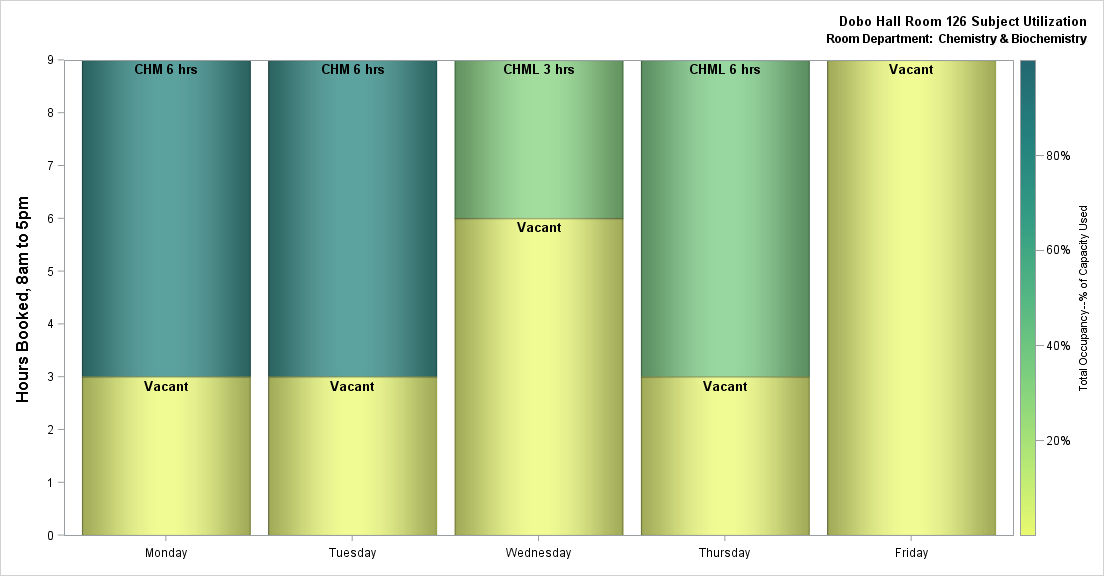 Dobo Hall Room 126 Subject Utilization
Room Department: Chemistry & Biochemistry
Hours Booked, 8am to 5pm
9
8
7
6
5
4
3
2
1
0
CHM 6 hrs
Vacant
CHM 6 hrs
Vacant
CHML 3 hrs
Vacant
CHML 6 hrs
Vacant
Vacant
Monday
Tuesday
Wednesday
Thursday
Friday
80%
60%
40%
20%
Total Occupancy--% of Capacity Used